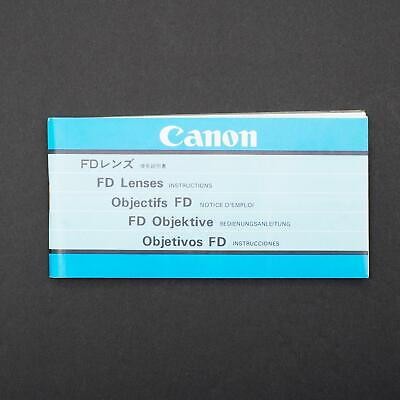 Canon
FDレンズ 使用説明書
FD Lenses INSTRUCTIONS
Objectifs FD NOTICE D'EMPLOI
FD Objektive BEDIENUNGSANLEITUNG
Objetivos FD INSTRUCCIONES